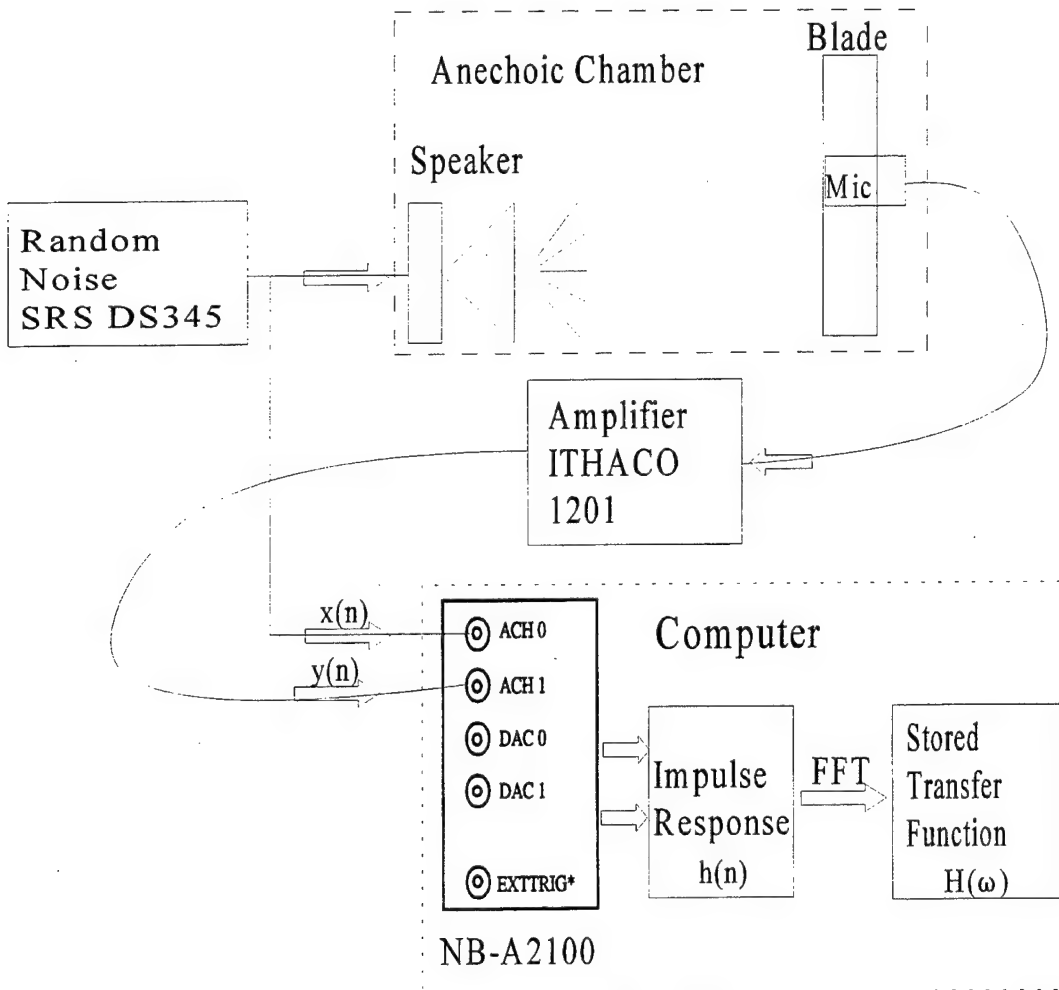 Blade
Anechoic Chamber
Speaker
Mic
Random
Noise
SRS DS345
Amplifier
ITHACO
1201
x(n)
y(n)
ACH 0
ACH 1
DAC 0
DAC 1
EXTTRIG*
NB-A2100
Computer
Impulse
Response
h(n)
FFT
Stored
Transfer
Function
H(ω)